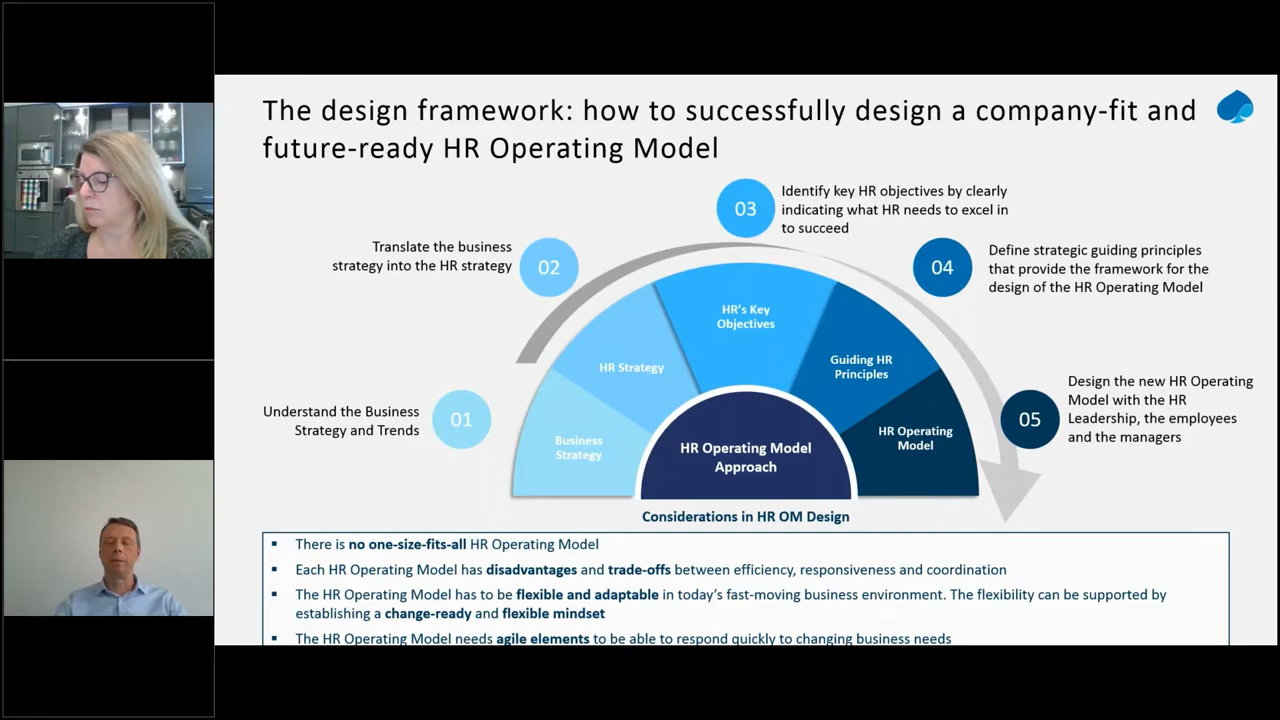 The design framework: how to successfully design a company-fit and
future-ready HR Operating Model
03
Identify key HR objectives by clearly
indicating what HR needs to excel in
to succeed
Translate the business
strategy into the HR strategy
02
04
Define strategic guiding principles
that provide the framework for the
design of the HR Operating Model
HR's Key
Objectives
HR Strategy
Guiding HR
Principles
Understand the Business
Strategy and Trends
01
05
Design the new HR Operating
Model with the HR
Leadership, the employees
and the managers
Business
Strategy
HR Operating Model
Approach
HR Operating
Model
Considerations in HR OM Design
▪ There is no one-size-fits-all HR Operating Model
▪ Each HR Operating Model has disadvantages and trade-offs between efficiency, responsiveness and coordination
▪ The HR Operating Model has to be flexible and adaptable in today's fast-moving business environment. The flexibility can be supported by
establishing a change-ready and flexible mindset
▪ The HR Operating Model needs agile elements to be able to respond quickly to changing business needs